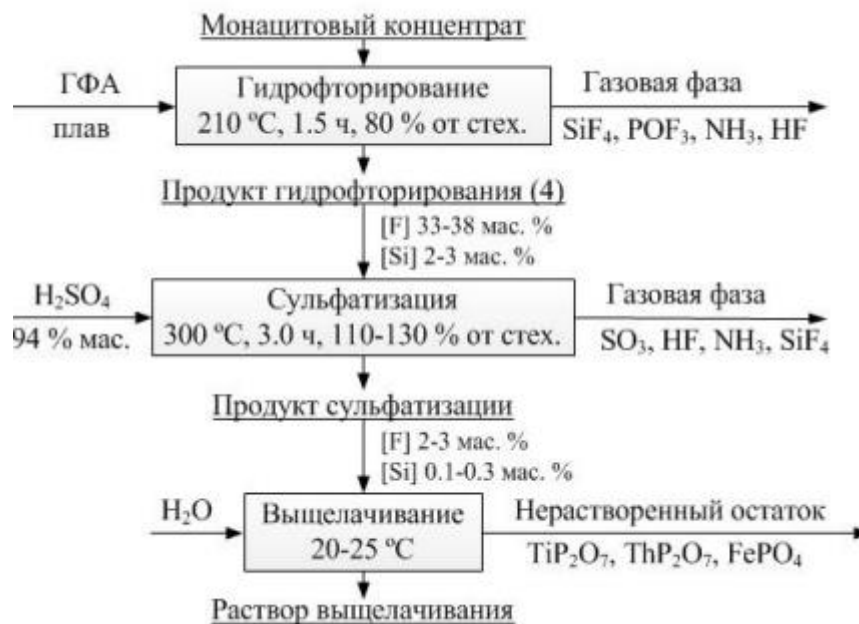 Монацитовый концентрат
ГФА
плав
Гидрофторирование
210 ºС, 1.5 ч, 80 % от стех.
Газовая фаза
SiF₄, POF₃, NH₃, HF
Продукт гидрофторирования (4)
[F] 33-38 мас. %
[Si] 2-3 мас. %
H₂SO₄
94 % мас.
Сульфатизация
300 ºС, 3.0 ч, 110-130 % от стех.
Газовая фаза
SO₃, HF, NH₃, SiF₄
Продукт сульфатизации
[F] 2-3 мас. %
[Si] 0.1-0.3 мас. %
H₂O
Выщелачивание
20-25 ºС
Нерастворенный остаток
TiP₂O₇, ThP₂O₇, FePO₄
Раствор выщелачивания